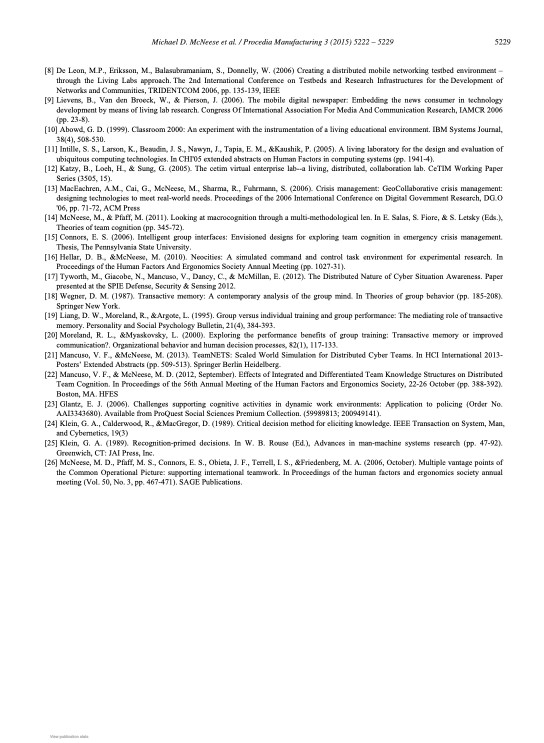 Michael D. McNeese et al. / Procedia Manufacturing 3 (2015) 5222 – 5229
5229
[8] De Leon, M.P., Eriksson, M., Balasubramaniam, S., Donnelly, W. (2006) Creating a distributed mobile networking testbed environment –
through the Living Labs approach. The 2nd International Conference on Testbeds and Research Infrastructures for the Development of
Networks and Communities, TRIDENTCOM 2006, pp. 135-139, IEEE
[9] Lievens, B., Van den Broeck, W., & Pierson, J. (2006). The mobile digital newspaper: Embedding the news consumer in technology
development by means of living lab research. Congress Of International Association For Media And Communication Research, IAMCR 2006
(pp. 23-8).
[10] Abowd, G. D. (1999). Classroom 2000: An experiment with the instrumentation of a living educational environment. IBM Systems Journal,
38(4), 508-530.
[11] Intille, S. S., Larson, K., Beaudin, J. S., Nawyn, J., Tapia, E. M., &Kaushik, P. (2005). A living laboratory for the design and evaluation of
ubiquitous computing technologies. In CHI'05 extended abstracts on Human Factors in computing systems (pp. 1941-4).
[12] Katzy, B., Loeh, H., & Sung, G. (2005). The cetim virtual enterprise lab--a living, distributed, collaboration lab. CeTIM Working Paper
Series (3505, 15).
[13] MacEachren, A.M., Cai, G., McNeese, M., Sharma, R., Fuhrmann, S. (2006). Crisis management: GeoCollaborative crisis management:
designing technologies to meet real-world needs. Proceedings of the 2006 International Conference on Digital Government Research, DG.O
'06, pp. 71-72, ACM Press
[14] McNeese, M., & Pfaff, M. (2011). Looking at macrocognition through a multi-methodological len. In E. Salas, S. Fiore, & S. Letsky (Eds.),
Theories of team cognition (pp. 345-72).
[15] Connors, E. S. (2006). Intelligent group interfaces: Envisioned designs for exploring team cognition in emergency crisis management.
Thesis, The Pennsylvania State University.
[16] Hellar, D. B., &McNeese, M. (2010). Neocities: A simulated command and control task environment for experimental research. In
Proceedings of the Human Factors And Ergonomics Society Annual Meeting (pp. 1027-31).
[17] Tyworth, M., Giacobe, N., Mancuso, V., Dancy, C., & McMillan, E. (2012). The Distributed Nature of Cyber Situation Awareness. Paper
presented at the SPIE Defense, Security & Sensing 2012.
[18] Wegner, D. M. (1987). Transactive memory: A contemporary analysis of the group mind. In Theories of group behavior (pp. 185-208).
Springer New York.
[19] Liang, D. W., Moreland, R., &Argote, L. (1995). Group versus individual training and group performance: The mediating role of transactive
memory. Personality and Social Psychology Bulletin, 21(4), 384-393.
[20] Moreland, R. L., &Myaskovsky, L. (2000). Exploring the performance benefits of group training: Transactive memory or improved
communication?. Organizational behavior and human decision processes, 82(1), 117-133.
[21] Mancuso, V. F., &McNeese, M. (2013). TeamNETS: Scaled World Simulation for Distributed Cyber Teams. In HCI International 2013-
Posters' Extended Abstracts (pp. 509-513). Springer Berlin Heidelberg.
[22] Mancuso, V. F., & McNeese, M. D. (2012, September). Effects of Integrated and Differentiated Team Knowledge Structures on Distributed
Team Cognition. In Proceedings of the 56th Annual Meeting of the Human Factors and Ergonomics Society, 22-26 October (pp. 388-392).
Boston, MA. HFES
[23] Glantz, E. J. (2006). Challenges supporting cognitive activities in dynamic work environments: Application to policing (Order No.
AAI3343680). Available from ProQuest Social Sciences Premium Collection. (59989813; 200949141).
[24] Klein, G. A., Calderwood, R., &MacGregor, D. (1989). Critical decision method for eliciting knowledge. IEEE Transaction on System, Man,
and Cybernetics, 19(3)
[25] Klein, G. A. (1989). Recognition-primed decisions. In W. B. Rouse (Ed.), Advances in man-machine systems research (pp. 47-92).
Greenwich, CT: JAI Press, Inc.
[26] McNeese, M. D., Pfaff, M. S., Connors, E. S., Obieta, J. F., Terrell, I. S., &Friedenberg, M. A. (2006, October). Multiple vantage points of
the Common Operational Picture: supporting international teamwork. In Proceedings of the human factors and ergonomics society annual
meeting (Vol. 50, No. 3, pp. 467-471). SAGE Publications.
View publication stats